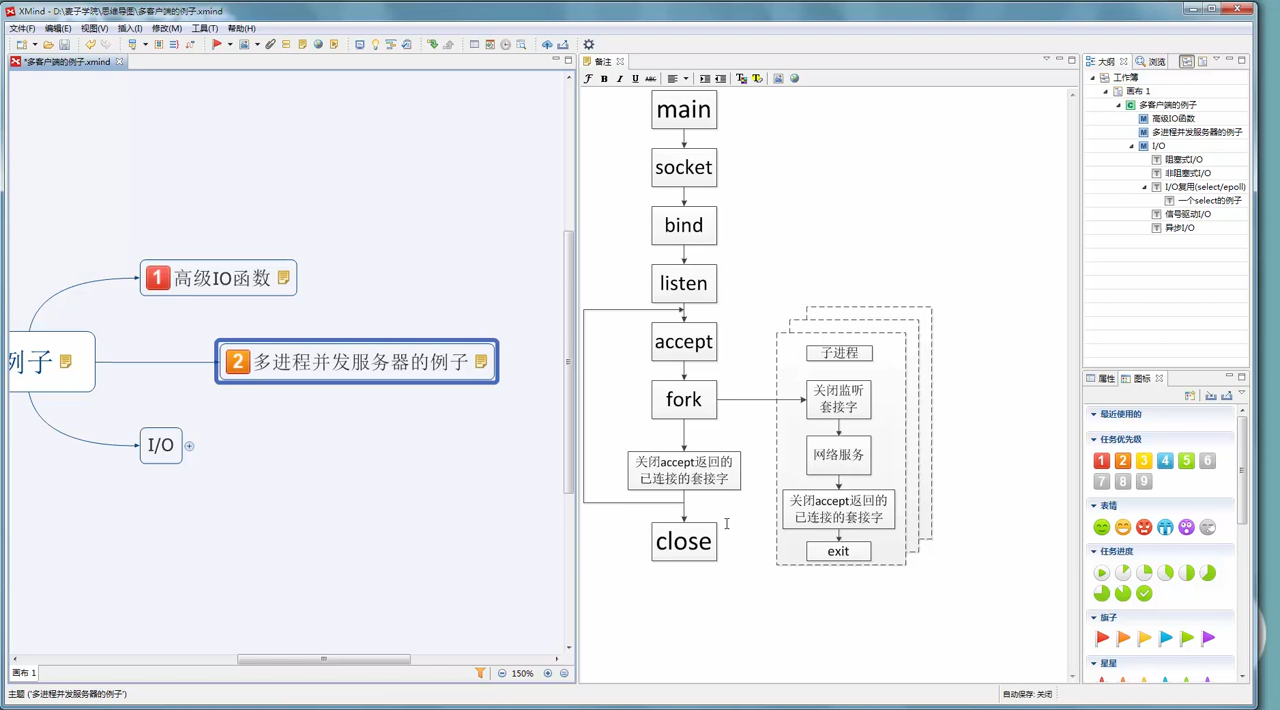 XMind - D:\麦子学院\思维导图\多客户端的例子.xmind
文件(F) 编辑(E) 视图(V) 插入(I) 修改(M) 工具(T) 帮助(H)
*多客户端的例子.xmind
备注
大纲
浏览
main
socket
bind
listen
accept
fork
关闭accept返回的
已连接的套接字
close
子进程
关闭监听
套接字
网络服务
关闭accept返回的
已连接的套接字
exit
1 高级IO函数
例子
2 多进程并发服务器的例子
I/O
工作簿
画布 1
多客户端的例子
高级IO函数
多进程并发服务器的例子
I/O
阻塞式I/O
非阻塞式I/O
I/O复用(select/epoll)
一个select的例子
信号驱动I/O
异步I/O
属性
图标
最近使用的
任务优先级
1 2 3 4 5 6
7 8 9
表情
任务进度
旗子
星星
画布 1
150%
主题 ('多进程并发服务器的例子')
自动保存: 关闭